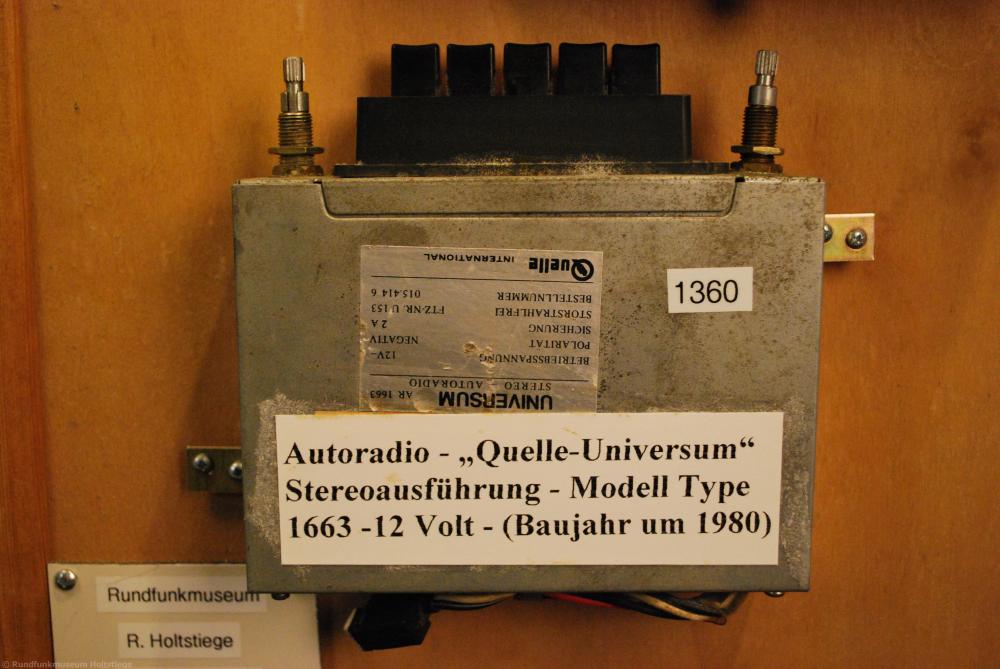 UNIVERSUM AR 1663
STEREO - AUTORADIO
BETRIEBSSPANNUNG 12V-
POLARITAT NEGATIV
SICHERUNG 2 A
STORSTRAHLFREI FTZ-NR. U 153
BESTELLNUMMER 015.414 6
Quelle INTERNATIONAL
1360
Autoradio - „Quelle-Universum“
Stereoausführung - Modell Type
1663 -12 Volt - (Baujahr um 1980)
Rundfunkmuseum
R. Holtstiege
© Rundfunkmuseum Holtstiege